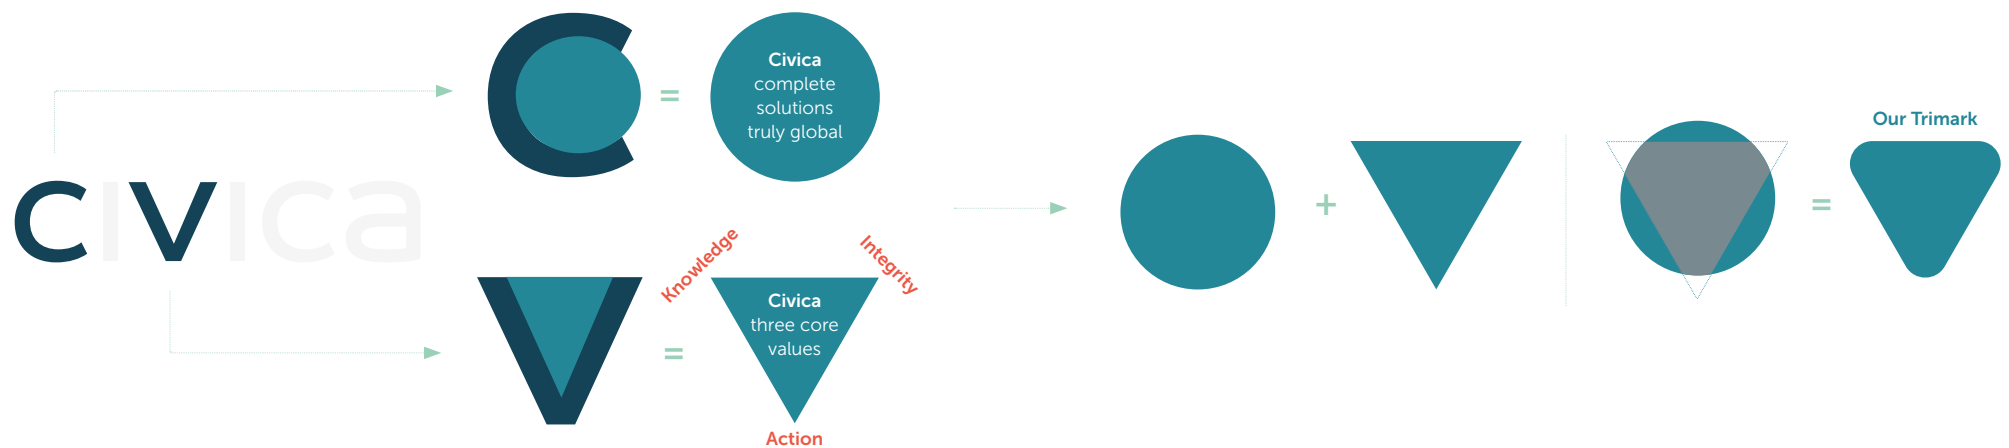 civica
C
=
Civica
complete
solutions
truly global
V
=
Knowledge
Integrity
Civica
three core
values
Action
+
=
Our Trimark